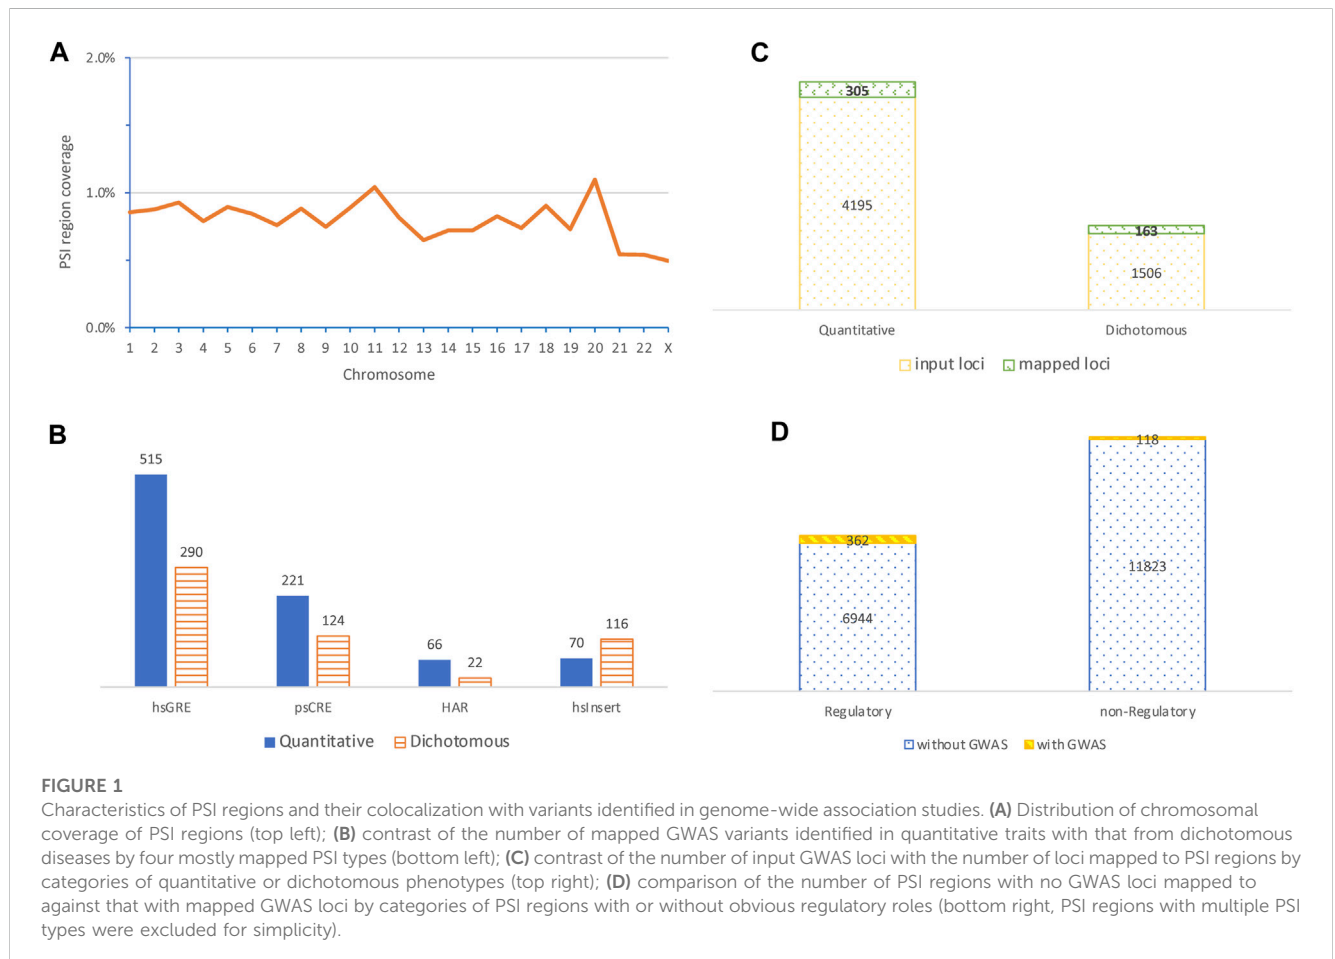 A
2.0%
1.0%
0.0%
PSI region coverage
1 2 3 4 5 6 7 8 9 10 11 12 13 14 15 16 17 18 19 20 21 22 X
Chromosome
C
305
4195
163
1506
Quantitative Dichotomous
input loci mapped loci
B
515
290
221
124
66
22
70
116
hsGRE psCRE HAR hsInsert
Quantitative Dichotomous
D
118
362
11823
6944
Regulatory non-Regulatory
without GWAS with GWAS
FIGURE 1
Characteristics of PSI regions and their colocalization with variants identified in genome-wide association studies. (A) Distribution of chromosomal
coverage of PSI regions (top left); (B) contrast of the number of mapped GWAS variants identified in quantitative traits with that from dichotomous
diseases by four mostly mapped PSI types (bottom left); (C) contrast of the number of input GWAS loci with the number of loci mapped to PSI regions by
categories of quantitative or dichotomous phenotypes (top right); (D) comparison of the number of PSI regions with no GWAS loci mapped to
against that with mapped GWAS loci by categories of PSI regions with or without obvious regulatory roles (bottom right, PSI regions with multiple PSI
types were excluded for simplicity).